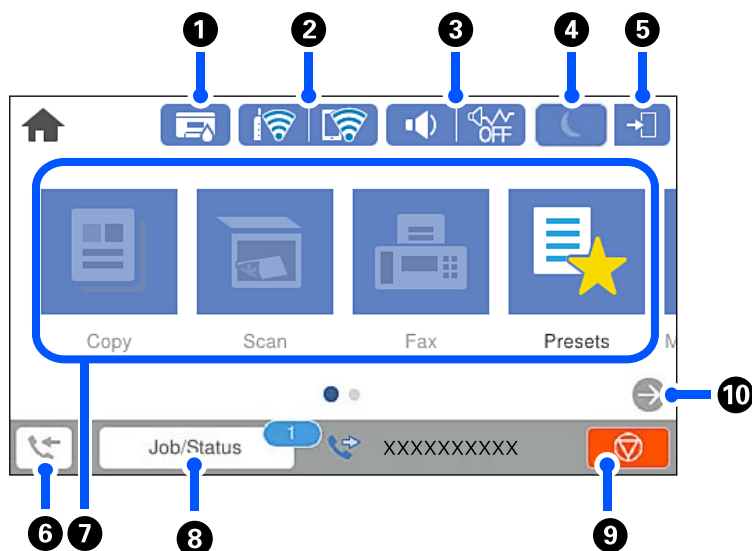 1 2 3 4 5
OFF
Copy Scan Fax Presets
Job/Status 1 XXXXXXXXXX
10
6 7 8 9